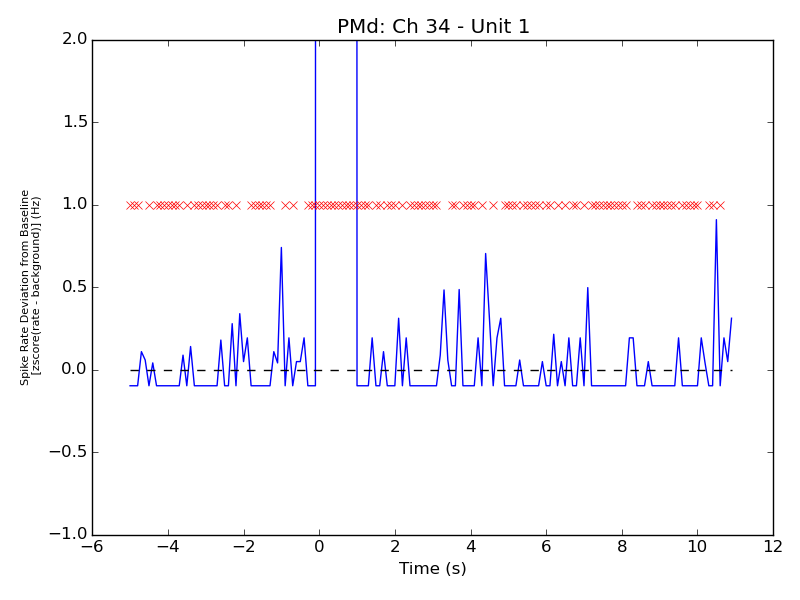 PMd: Ch 34 - Unit 1
Spike Rate Deviation from Baseline
[zscore(rate - background)] (Hz)
2.0
1.5
1.0
0.5
0.0
−0.5
−1.0
−6 −4 −2 0 2 4 6 8 10 12
Time (s)